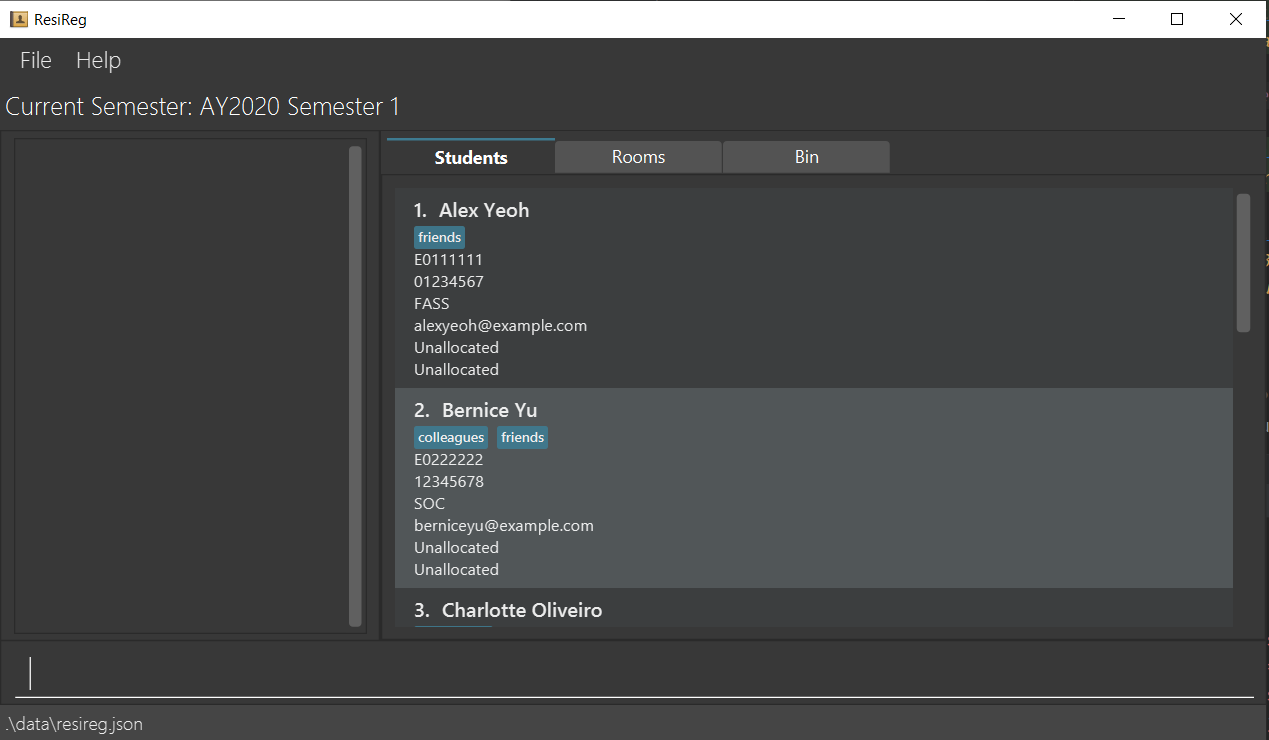 ResiReg
File Help
Current Semester: AY2020 Semester 1
Students Rooms Bin
1. Alex Yeoh
friends
E0111111
01234567
FASS
alexyeoh@example.com
Unallocated
Unallocated
2. Bernice Yu
colleagues friends
E0222222
12345678
SOC
berniceyu@example.com
Unallocated
Unallocated
3. Charlotte Oliveiro
.\data\resireg.json